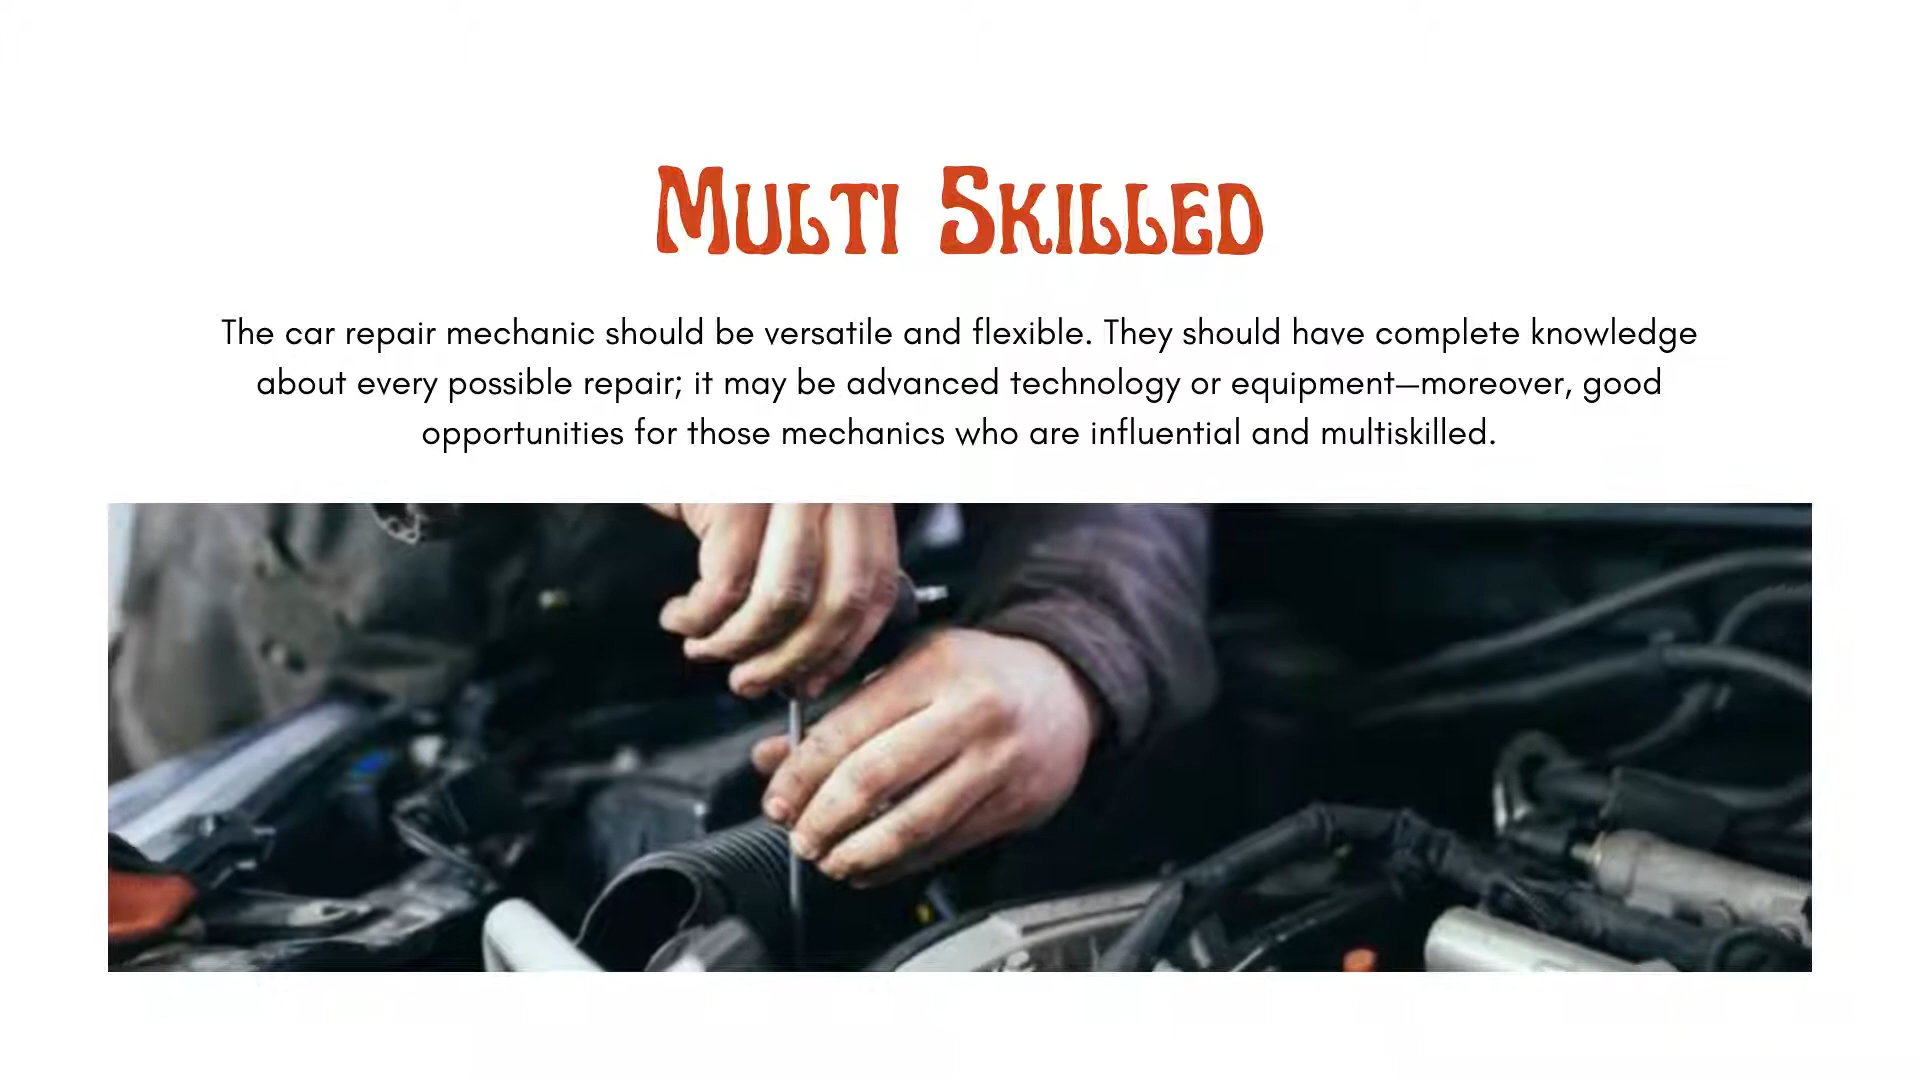 Multi Skilled
The car repair mechanic should be versatile and flexible. They should have complete knowledge
about every possible repair; it may be advanced technology or equipment—moreover, good
opportunities for those mechanics who are influential and multiskilled.